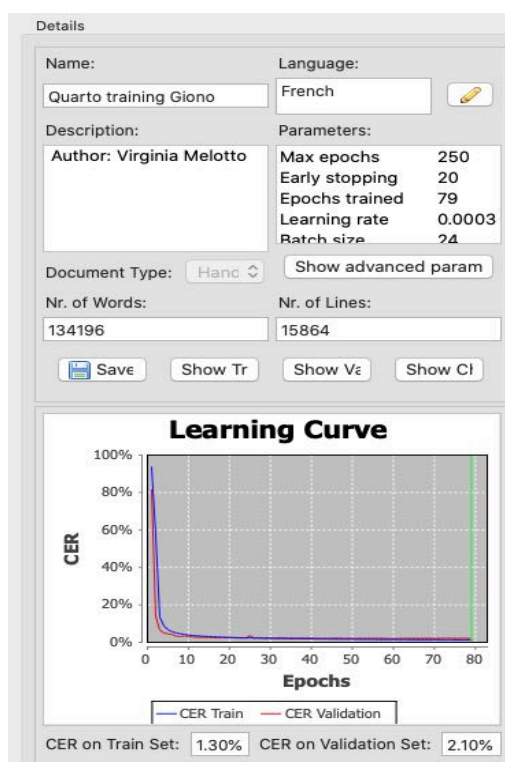 Details
Name: Language:
Quarto training Giono French
Description: Parameters:
Author: Virginia Melotto Max epochs 250
Early stopping 20
Epochs trained 79
Learning rate 0.0003
Batch size 24
Document Type: Hand Show advanced param
Nr. of Words: Nr. of Lines:
134196 15864
Save Show Tr Show Va Show Cl
Learning Curve
100%
80%
60%
40%
20%
0%
CER
0 10 20 30 40 50 60 70 80
Epochs
CER Train CER Validation
CER on Train Set: 1.30% CER on Validation Set: 2.10%